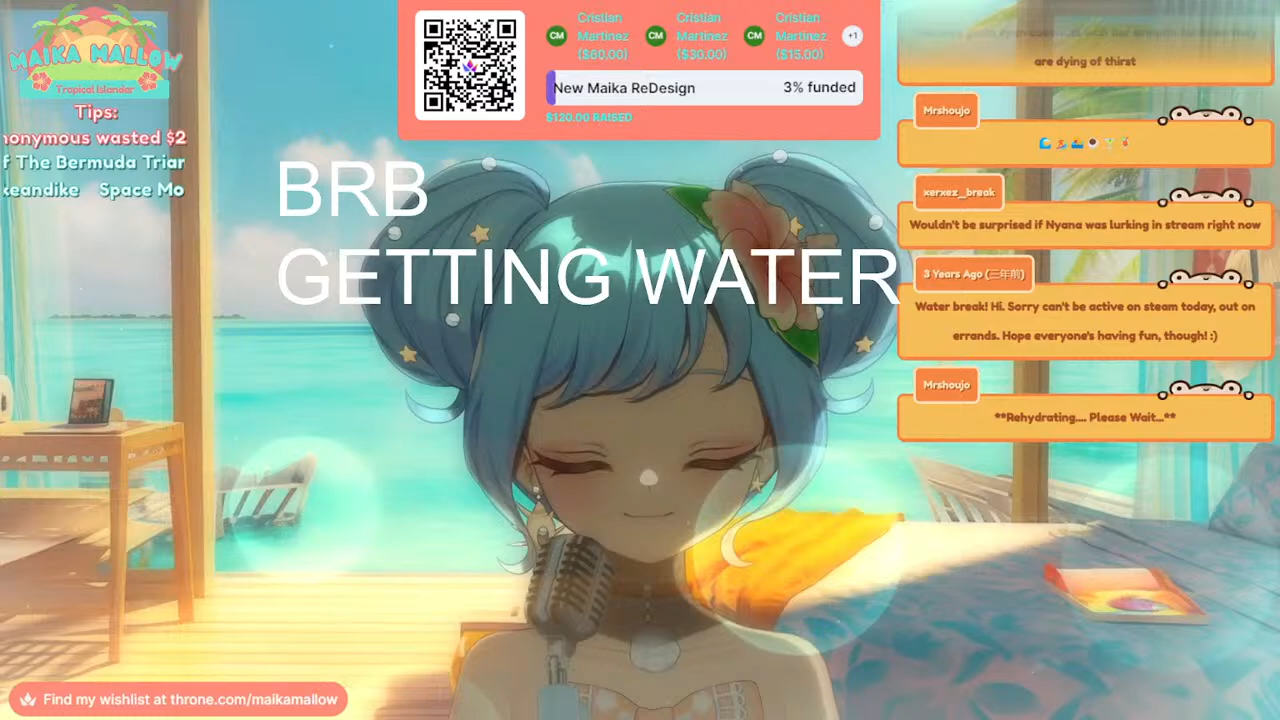 MAIKA MALLOW
Tropical Islander
Tips:
nonymous wasted $2
f The Bermuda Trian
keandike Space Mo
CM Cristian Martinez ($60.00)
CM Cristian Martinez ($30.00)
CM Cristian Martinez ($15.00)
+1
New Maika ReDesign 3% funded
$120.00 RAISED
BRB
GETTING WATER
are dying of thirst
Mrshoujo
xerxez_break
Wouldn't be surprised if Nyana was lurking in stream right now
3 Years Ago (三年前)
Water break! Hi. Sorry can't be active on steam today, out on
errands. Hope everyone's having fun, though! :)
Mrshoujo
**Rehydrating.... Please Wait...**
Find my wishlist at throne.com/maikamallow